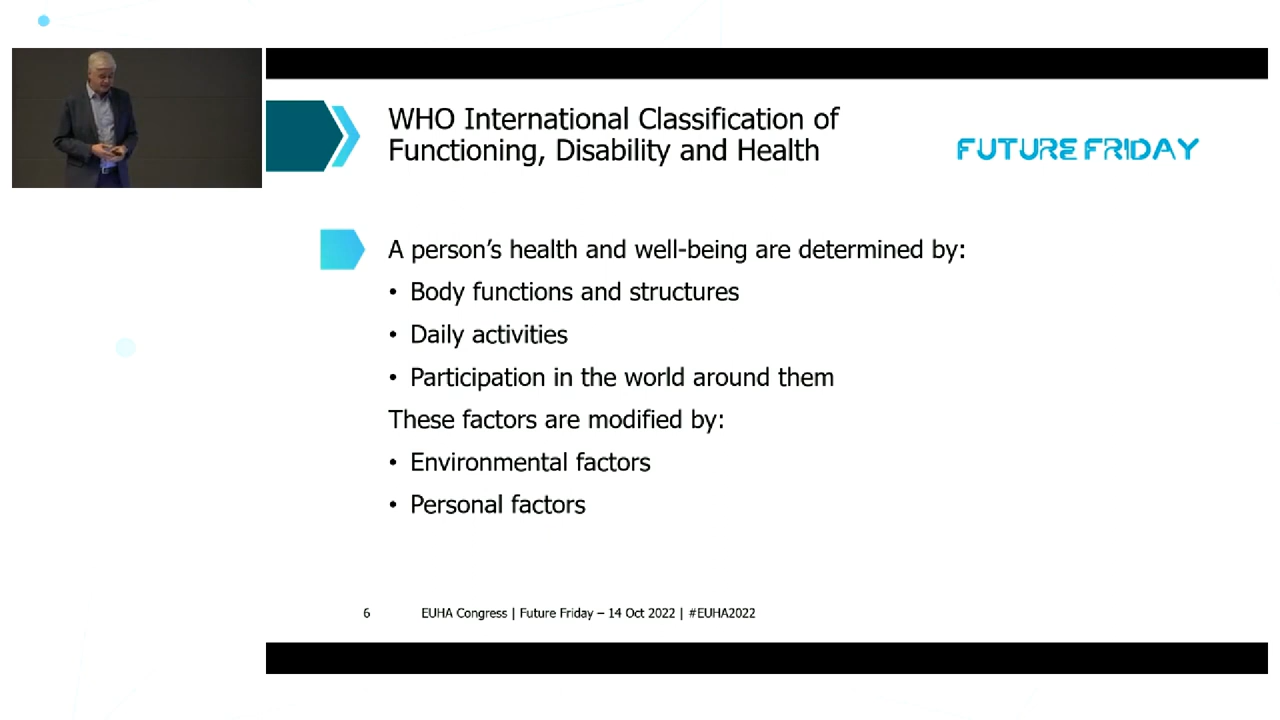 WHO International Classification of
Functioning, Disability and Health
FUTURE FRIDAY
A person’s health and well-being are determined by:
• Body functions and structures
• Daily activities
• Participation in the world around them
These factors are modified by:
• Environmental factors
• Personal factors
6 EUHA Congress | Future Friday – 14 Oct 2022 | #EUHA2022